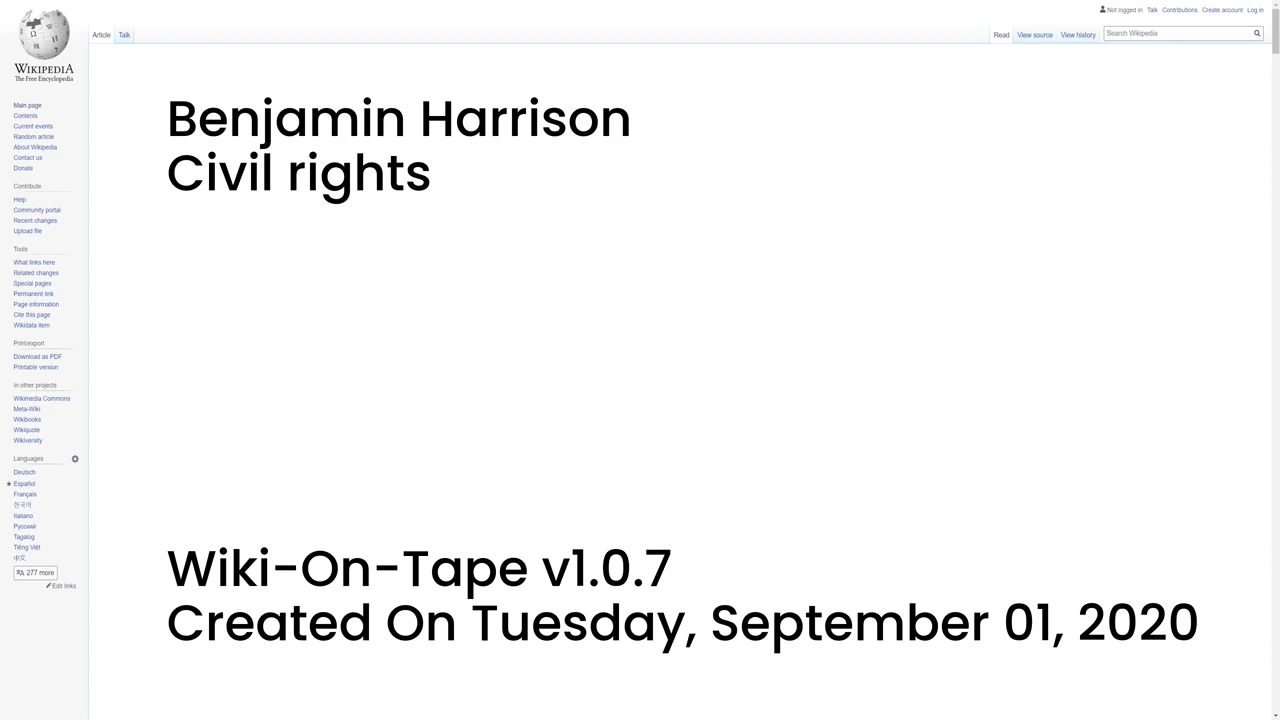 Not logged in Talk Contributions Create account Log in
Article Talk Read View source View history Search Wikipedia
WIKIPEDIA
The Free Encyclopedia
Main page
Contents
Current events
Random article
About Wikipedia
Contact us
Donate
Contribute
Help
Community portal
Recent changes
Upload file
Tools
What links here
Related changes
Special pages
Permanent link
Page information
Cite this page
Wikidata item
Print/export
Download as PDF
Printable version
In other projects
Wikimedia Commons
Meta-Wiki
Wikibooks
Wikiquote
Wikiversity
Languages
Deutsch
Español
Français
한국어
Italiano
Русский
Tagalog
Tiếng Việt
中文
277 more
Edit links
Benjamin Harrison
Civil rights
Wiki-On-Tape v1.0.7
Created On Tuesday, September 01, 2020